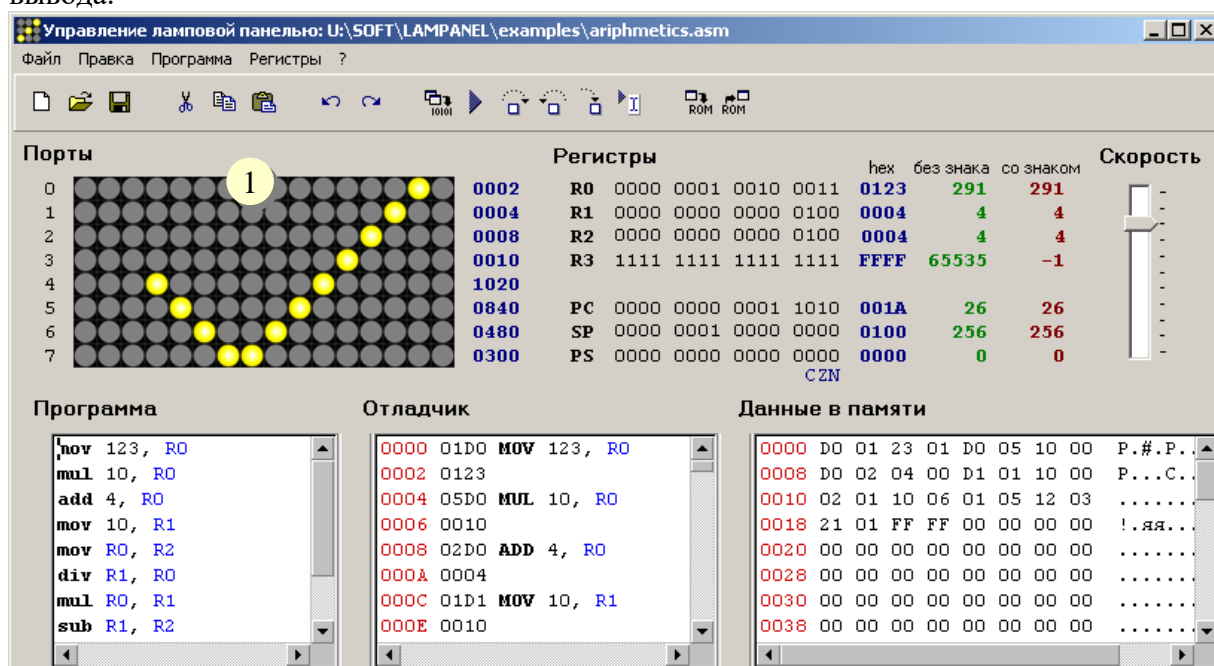 вывода.
Управление ламповой панелью: U:\SOFT\LAMPANEL\examples\ariphmetics.asm
Файл Правка Программа Регистры ?
10101 ROM ROM
Порты Регистры hex без знака со знаком Скорость
1
0 0002 R0 0000 0001 0010 0011 0123 291 291
1 0004 R1 0000 0000 0000 0100 0004 4 4
2 0008 R2 0000 0000 0000 0100 0004 4 4
3 0010 R3 1111 1111 1111 1111 FFFF 65535 -1
4 1020
5 0840 PC 0000 0000 0001 1010 001A 26 26
6 0480 SP 0000 0001 0000 0000 0100 256 256
7 0300 PS 0000 0000 0000 0000 0000 0 0
CZN
Программа
mov 123, R0
mul 10, R0
add 4, R0
mov 10, R1
mov R0, R2
div R1, R0
mul R0, R1
sub R1, R2
Отладчик
0000 01D0 MOV 123, R0
0002 0123
0004 05D0 MUL 10, R0
0006 0010
0008 02D0 ADD 4, R0
000A 0004
000C 01D1 MOV 10, R1
000E 0010
Данные в памяти
0000 D0 01 23 01 D0 05 10 00 Р.#.Р..
0008 D0 02 04 00 D1 01 10 00 Р...С..
0010 02 01 10 06 01 05 12 03 .......
0018 21 01 FF FF 00 00 00 00 !.яя...
0020 00 00 00 00 00 00 00 00 .......
0028 00 00 00 00 00 00 00 00 .......
0030 00 00 00 00 00 00 00 00 .......
0038 00 00 00 00 00 00 00 00 .......